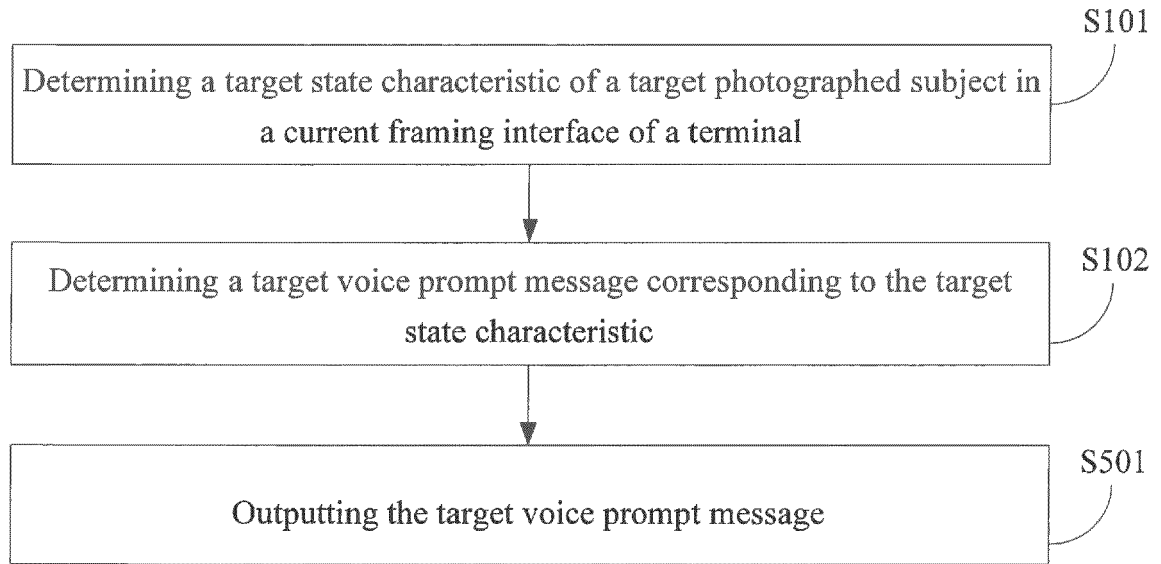 S101
Determining a target state characteristic of a target photographed subject in
a current framing interface of a terminal
S102
Determining a target voice prompt message corresponding to the target
state characteristic
S501
Outputting the target voice prompt message